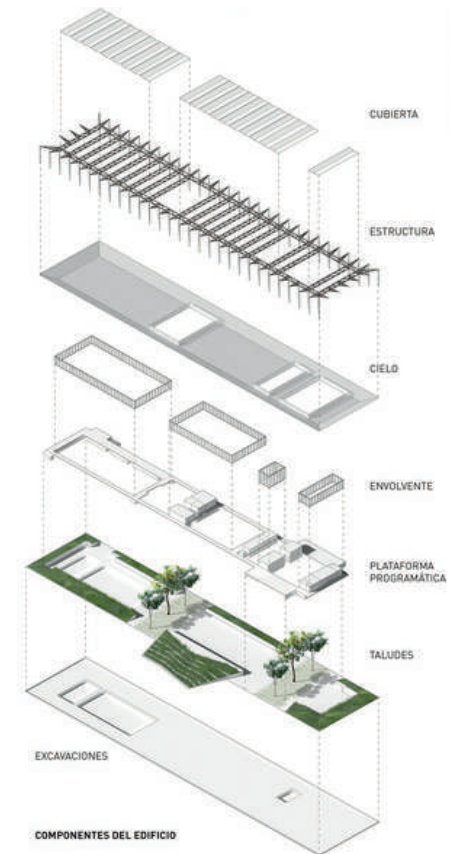 CUBIERTA
ESTRUCTURA
CIELO
ENVOLVENTE
PLATAFORMA
PROGRAMÁTICA
TALUDES
EXCAVACIONES
COMPONENTES DEL EDIFICIO